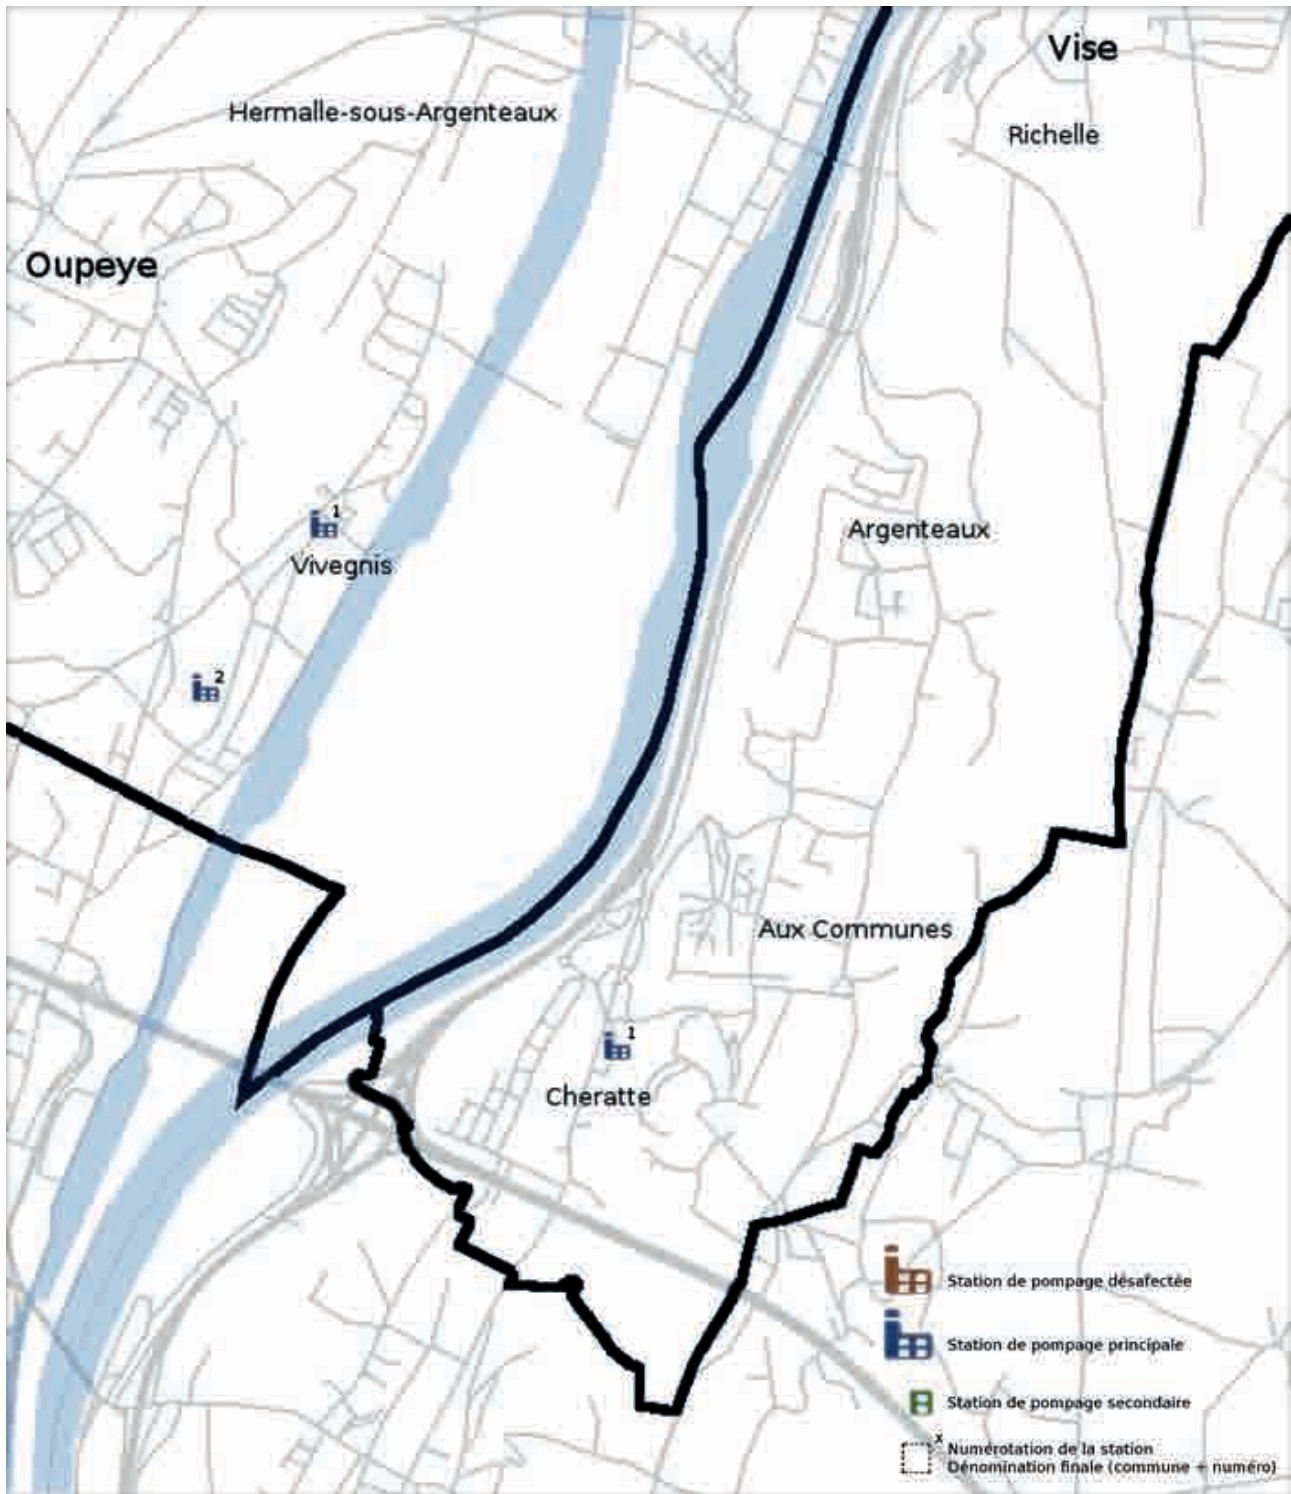 Vise
Hermalle-sous-Argenteaux
Richelle
Oupeye
1
Argenteaux
Vivegnis
2
Aux Communes
1
Cheratte
Station de pompage désafectée
Station de pompage principale
Station de pompage secondaire
x
Numérotation de la station
Dénomination finale (commune + numéro)